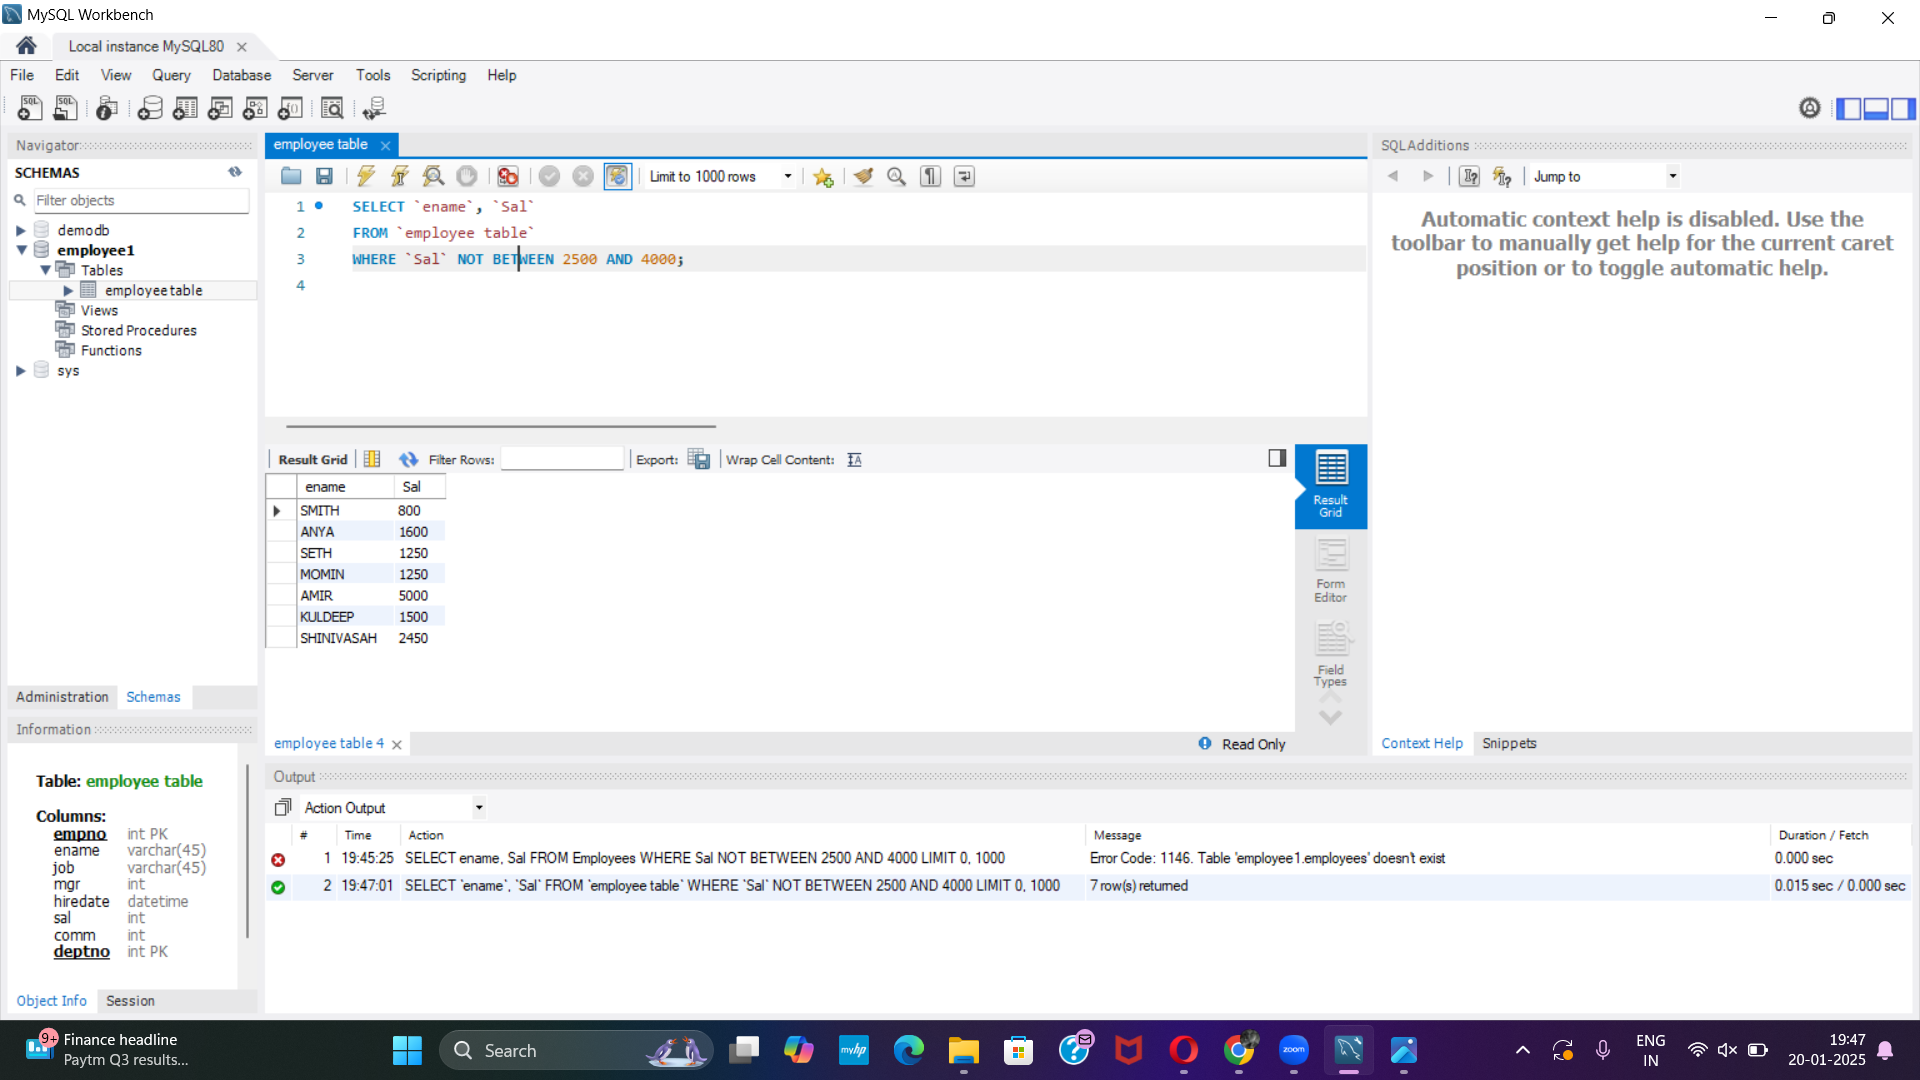 MySQL Workbench
Local instance MySQL80
File Edit View Query Database Server Tools Scripting Help
Navigator
SCHEMAS
Filter objects
demodb
employee1
Tables
employee table
Views
Stored Procedures
Functions
sys
Administration Schemas
Information
Table: employee table
Columns:
empno int PK
ename varchar(45)
job varchar(45)
mgr int
hiredate datetime
sal int
comm int
deptno int PK
Object Info Session
employee table
Limit to 1000 rows
1 SELECT `ename`, `Sal`
2 FROM `employee table`
3 WHERE `Sal` NOT BETWEEN 2500 AND 4000;
4
Result Grid Filter Rows: Export: Wrap Cell Content:
ename Sal
SMITH 800
ANYA 1600
SETH 1250
MOMIN 1250
AMIR 5000
KULDEEP 1500
SHINIVASAH 2450
Result
Grid
Form
Editor
Field
Types
employee table 4
Read Only
SQLAdditions
Jump to
Automatic context help is disabled. Use the
toolbar to manually get help for the current caret
position or to toggle automatic help.
Context Help Snippets
Output
Action Output
# Time Action Message Duration / Fetch
1 19:45:25 SELECT ename, Sal FROM Employees WHERE Sal NOT BETWEEN 2500 AND 4000 LIMIT 0, 1000 Error Code: 1146. Table 'employee1.employees' doesn't exist 0.000 sec
2 19:47:01 SELECT `ename`, `Sal` FROM `employee table` WHERE `Sal` NOT BETWEEN 2500 AND 4000 LIMIT 0, 1000 7 row(s) returned 0.015 sec / 0.000 sec
9+
Finance headline
Paytm Q3 results...
Search
myhp
zoom
ENG
IN
19:47
20-01-2025